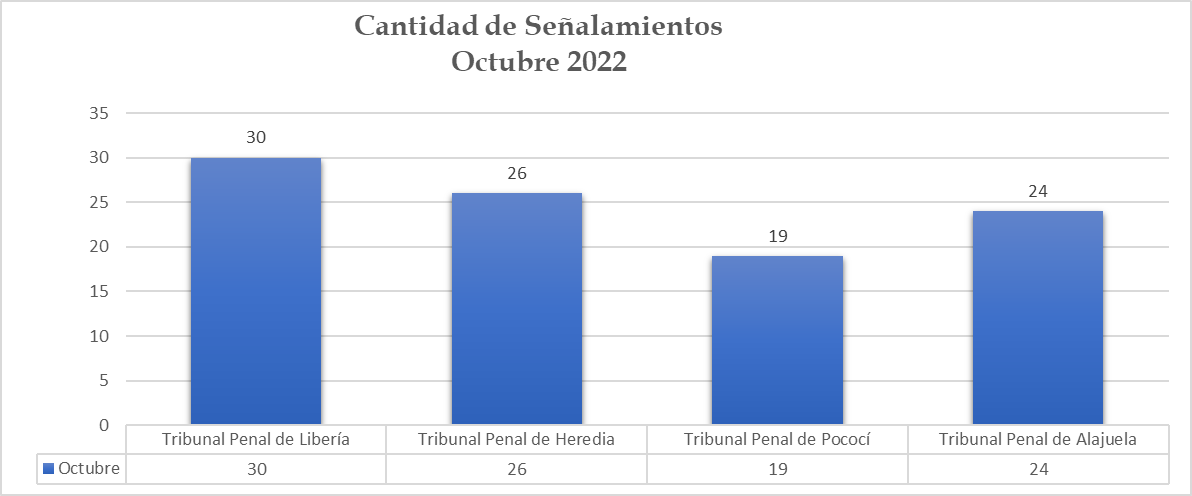 Cantidad de Señalamientos
Octubre 2022
35
30
25
20
15
10
5
0
30
26
19
24
Tribunal Penal de Libería
Tribunal Penal de Heredia
Tribunal Penal de Pococí
Tribunal Penal de Alajuela
Octubre 30 26 19 24